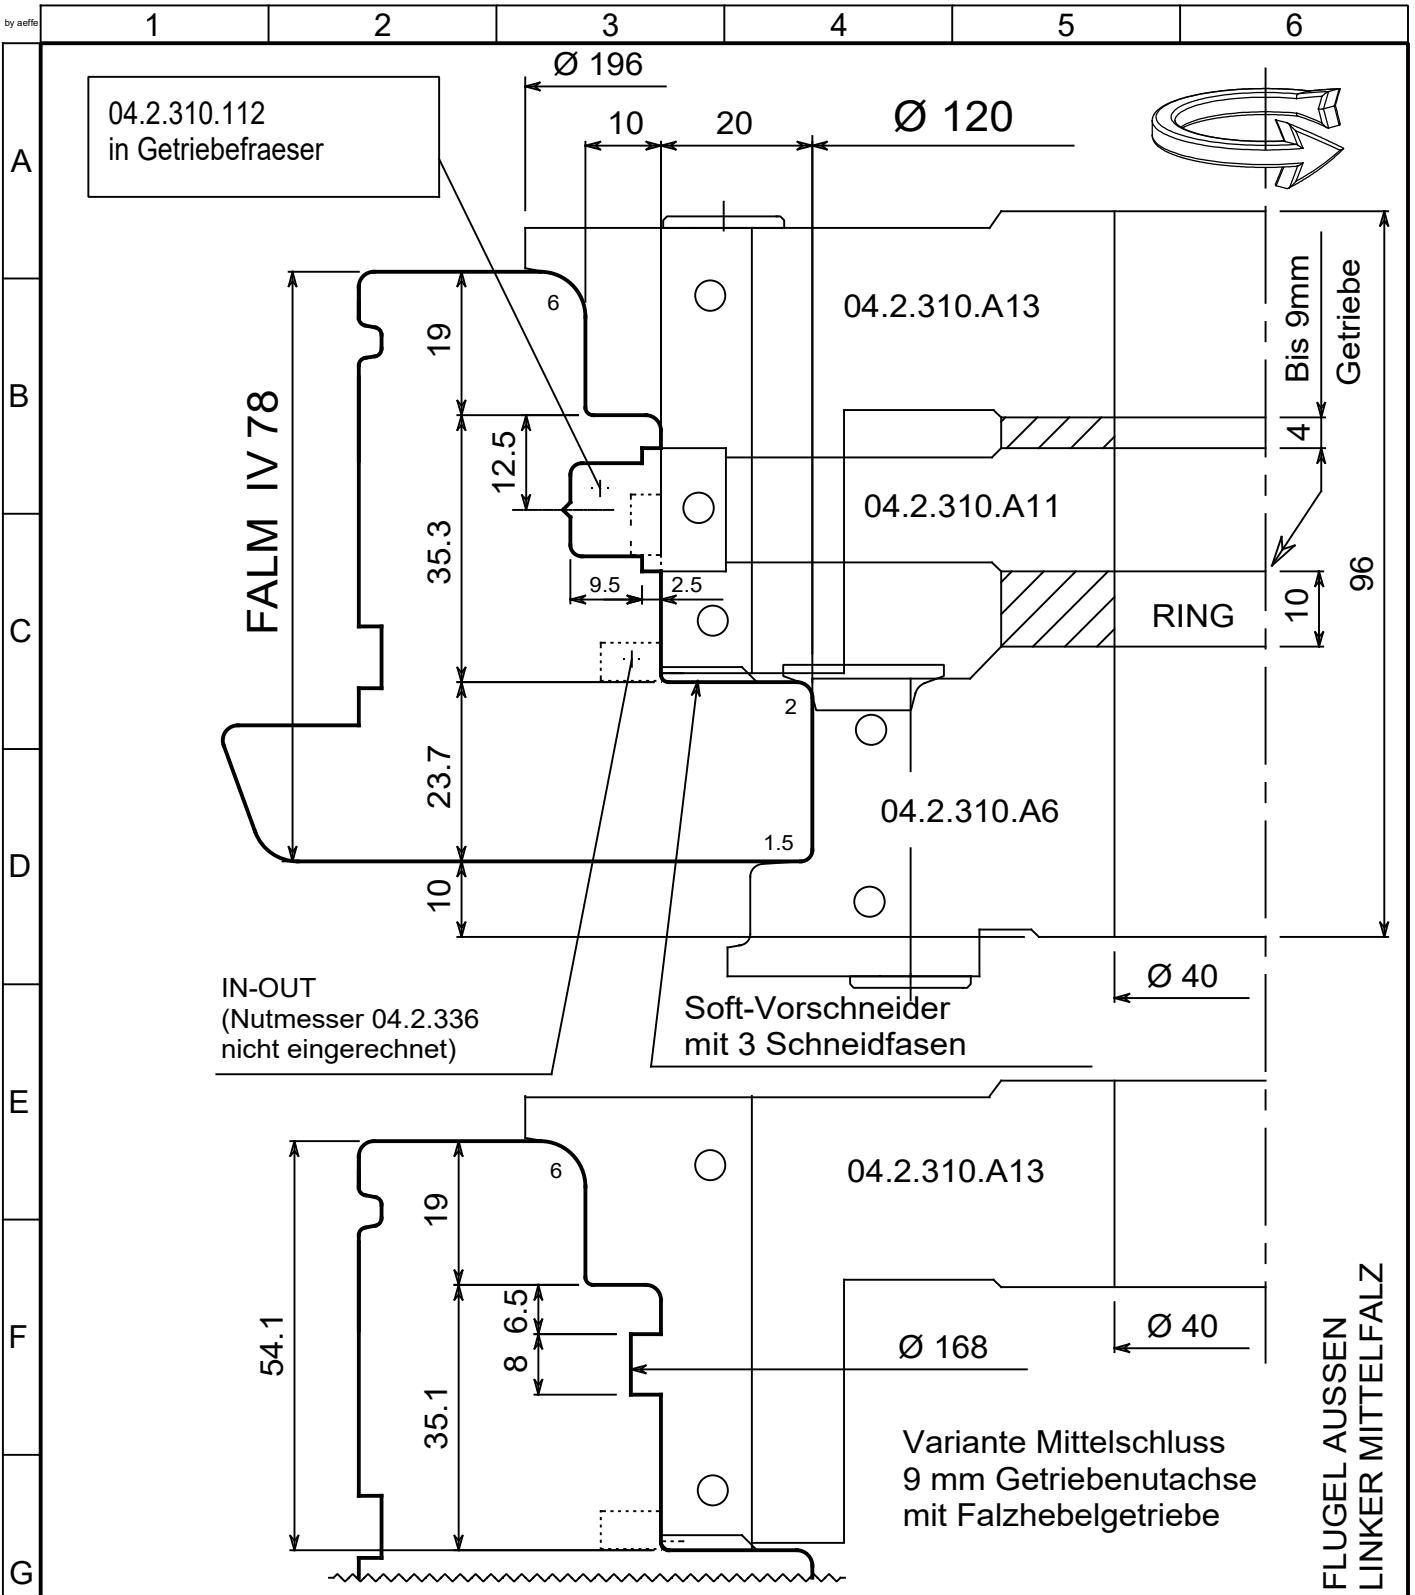 by aeffe
1 2 3 4 5 6
Ø 196
04.2.310.112
in Getriebefraeser
10
20
Ø 120
A
6
04.2.310.A13
Bis 9mm
Getriebe
19
B
FALM IV 78
12.5
4
04.2.310.A11
35.3
96
9.5
2.5
10
RING
C
2
23.7
04.2.310.A6
1.5
D
10
Ø 40
IN-OUT
(Nutmesser 04.2.336
nicht eingerechnet)
Soft-Vorschneider
mit 3 Schneidfasen
E
6
04.2.310.A13
19
6.5
F
54.1
8
Ø 168
Ø 40
35.1
Variante Mittelschluss
9 mm Getriebenutachse
mit Falzhebelgetriebe
FLUGEL AUSSEN
LINKER MITTELFALZ
G